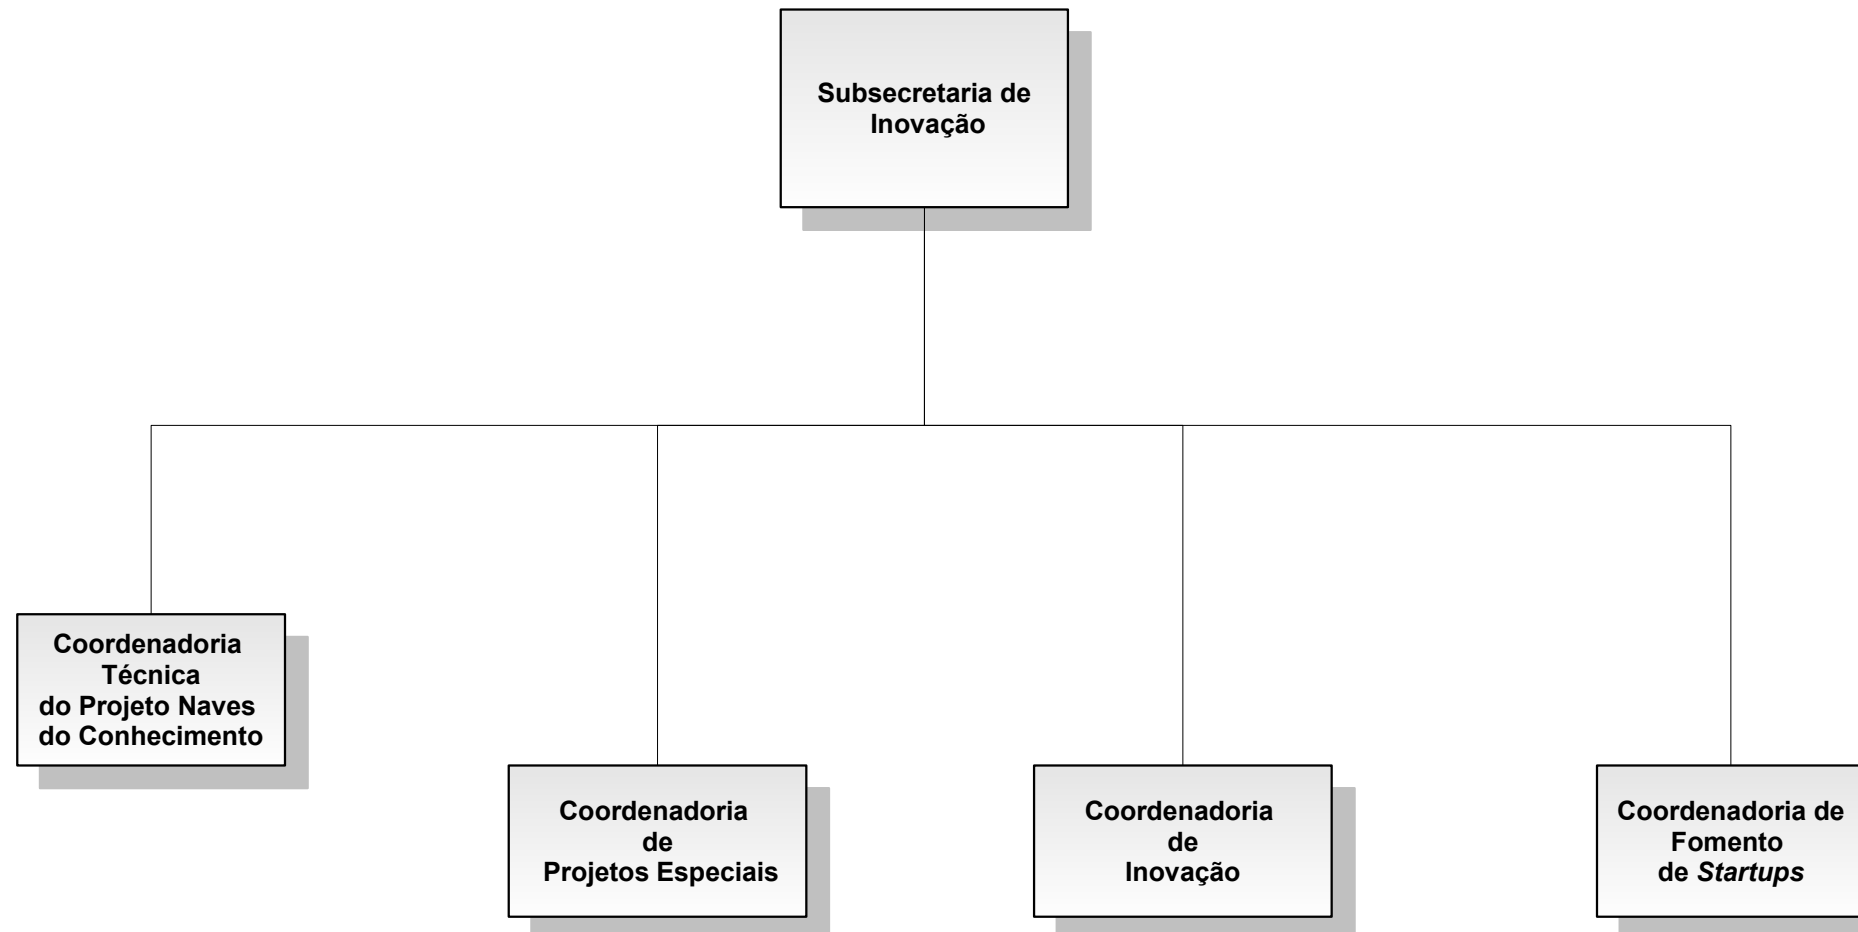 Subsecretaria de
Inovação
Coordenadoria
Técnica
do Projeto Naves
do Conhecimento
Coordenadoria
de
Projetos Especiais
Coordenadoria
de
Inovação
Coordenadoria de
Fomento
de Startups